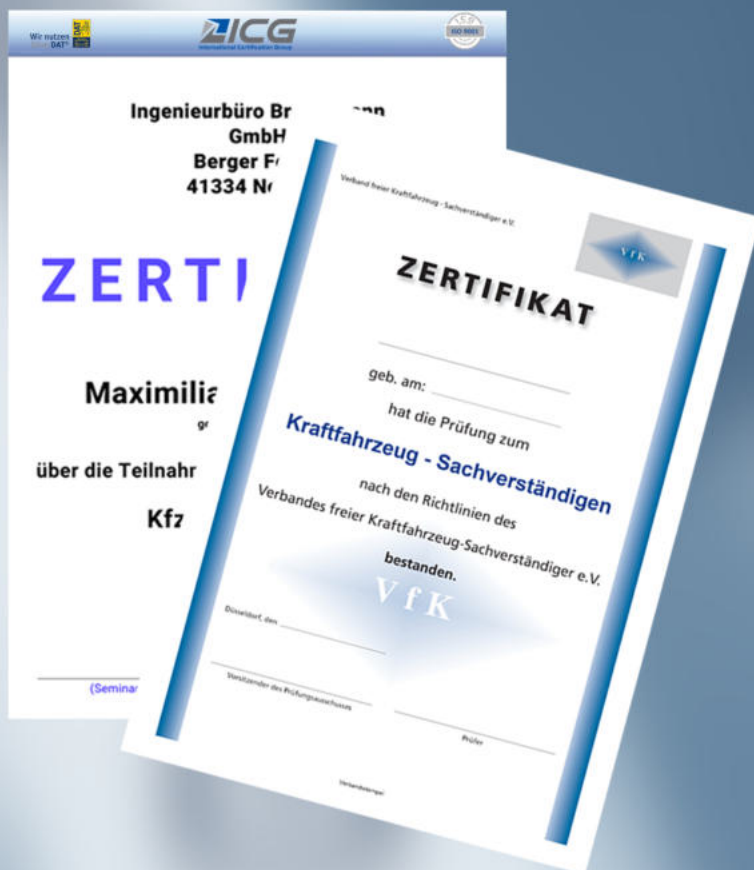 Wir nutzen
DAT®
DAT
ICG
International Certification Group
ISO 9001
Ingenieurbüro Br
GmbH
Berger F
41334 N
ZERTI
Maximilia
über die Teilnahr
Kfz
(Semina
Verband freier Kraftfahrzeug - Sachverständiger e.V.
VfK
ZERTIFIKAT
geb. am:
hat die Prüfung zum
Kraftfahrzeug - Sachverständigen
nach den Richtlinien des
Verbandes freier Kraftfahrzeug-Sachverständiger e.V.
bestanden.
VfK
Düsseldorf, den
Vorsitzender des Prüfungsausschusses
Prüfer
Verbandsstempel